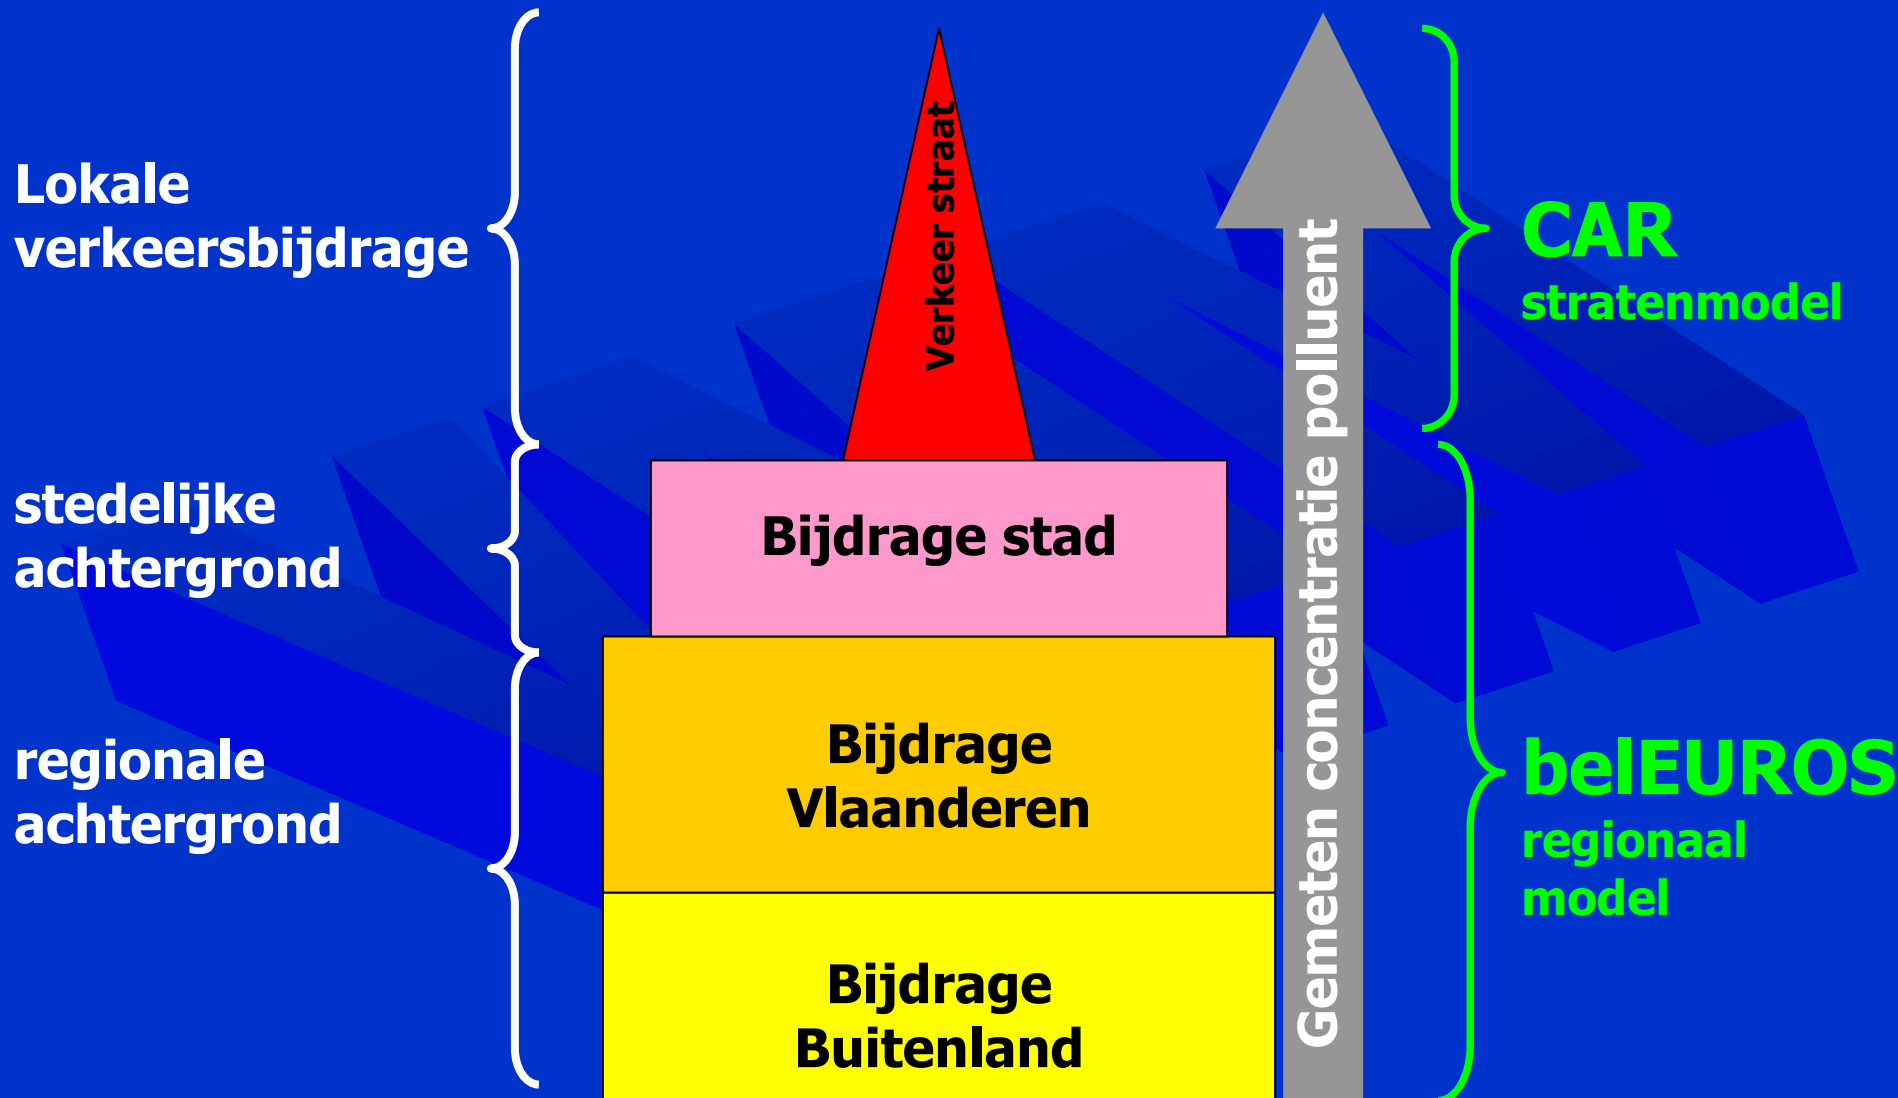 Lokale
verkeersbijdrage
stedelijke
achtergrond
regionale
achtergrond
Verkeer straat
Bijdrage stad
Bijdrage
Vlaanderen
Bijdrage
Buitenland
Gemeten concentratie polluent
CAR
stratenmodel
belEUROS
regionaal
model